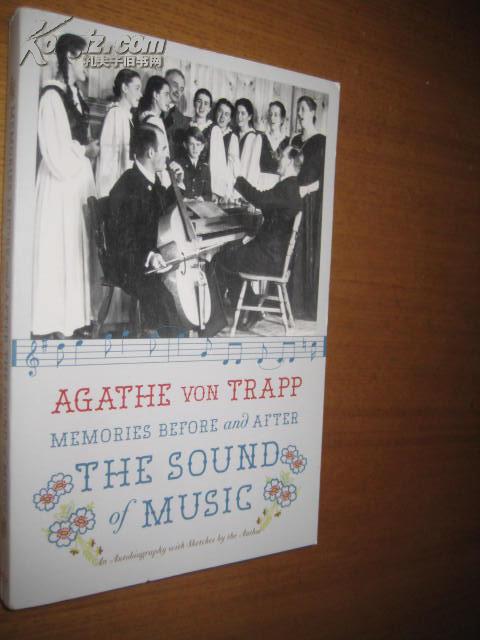 Kongfz.com
孔夫子旧书网
AGATHE VON TRAPP
MEMORIES BEFORE and AFTER
THE SOUND
of MUSIC
An Autobiography with Sketches by the Author